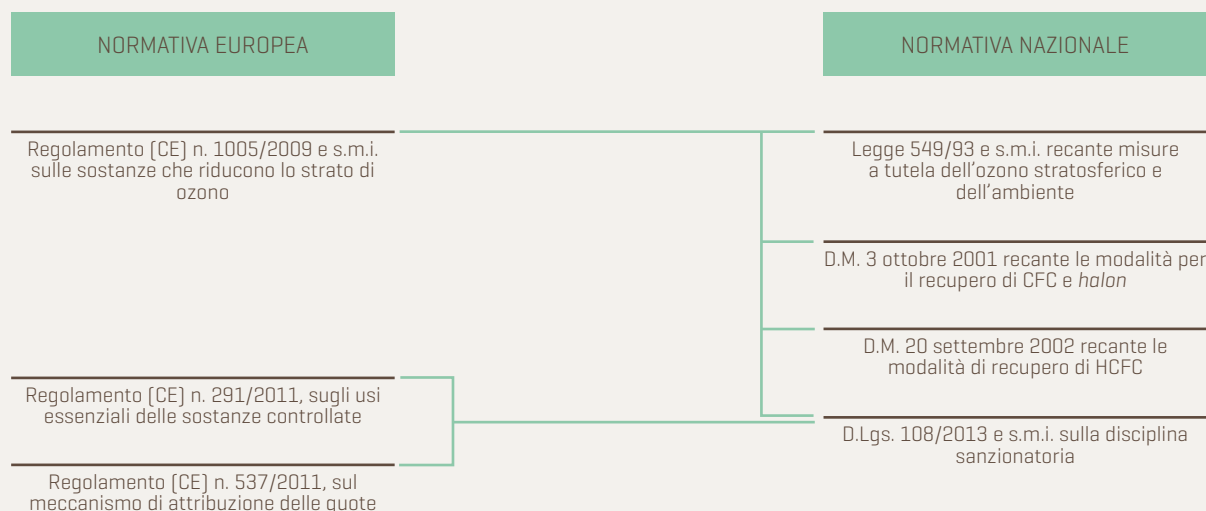 NORMATIVA EUROPEA
NORMATIVA NAZIONALE
Regolamento (CE) n. 1005/2009 e s.m.i.
sulle sostanze che riducono lo strato di
ozono
Legge 549/93 e s.m.i. recante misure
a tutela dell’ozono stratosferico e
dell’ambiente
D.M. 3 ottobre 2001 recante le modalità per
il recupero di CFC e halon
D.M. 20 settembre 2002 recante le
modalità di recupero di HCFC
Regolamento (CE) n. 291/2011, sugli usi
essenziali delle sostanze controllate
D.Lgs. 108/2013 e s.m.i. sulla disciplina
sanzionatoria
Regolamento (CE) n. 537/2011, sul
meccanismo di attribuzione delle quote